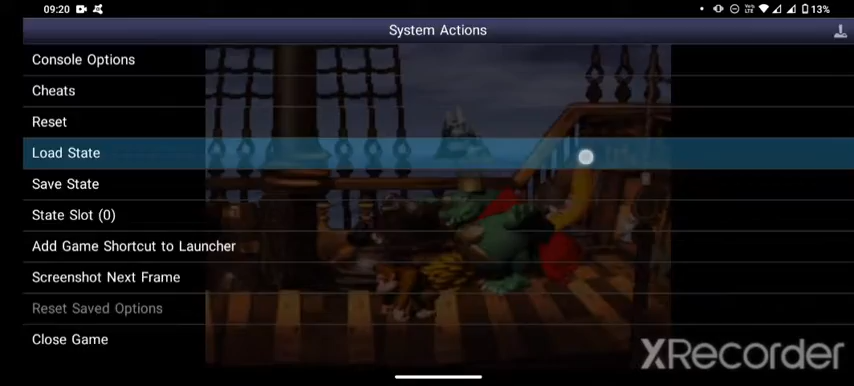 09:20 13%
System Actions
Console Options
Cheats
Reset
Load State
Save State
State Slot (0)
Add Game Shortcut to Launcher
Screenshot Next Frame
Reset Saved Options
Close Game
XRecorder